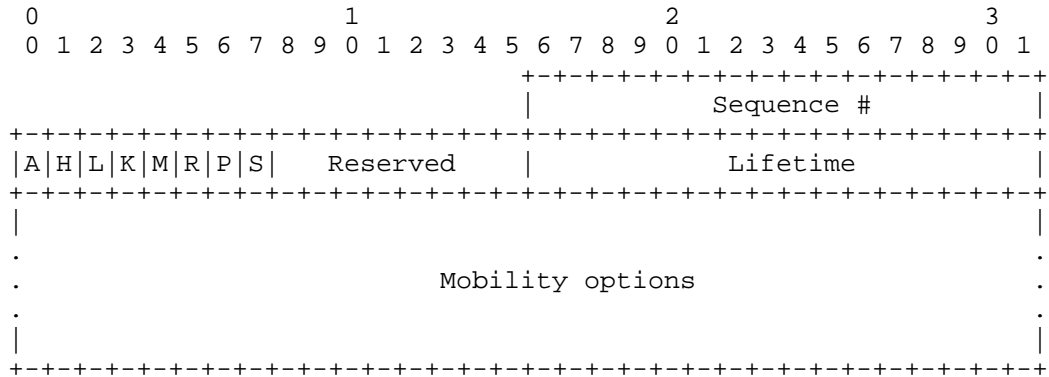 0                   1                   2                   3
 0 1 2 3 4 5 6 7 8 9 0 1 2 3 4 5 6 7 8 9 0 1 2 3 4 5 6 7 8 9 0 1
                                +-+-+-+-+-+-+-+-+-+-+-+-+-+-+-+-+
                                |           Sequence #          |
+-+-+-+-+-+-+-+-+-+-+-+-+-+-+-+-+-+-+-+-+-+-+-+-+-+-+-+-+-+-+-+-+
|A|H|L|K|M|R|P|S|   Reserved    |            Lifetime           |
+-+-+-+-+-+-+-+-+-+-+-+-+-+-+-+-+-+-+-+-+-+-+-+-+-+-+-+-+-+-+-+-+
|                                                               |
.                                                               .
.                          Mobility options                     .
.                                                               .
|                                                               |
+-+-+-+-+-+-+-+-+-+-+-+-+-+-+-+-+-+-+-+-+-+-+-+-+-+-+-+-+-+-+-+-+